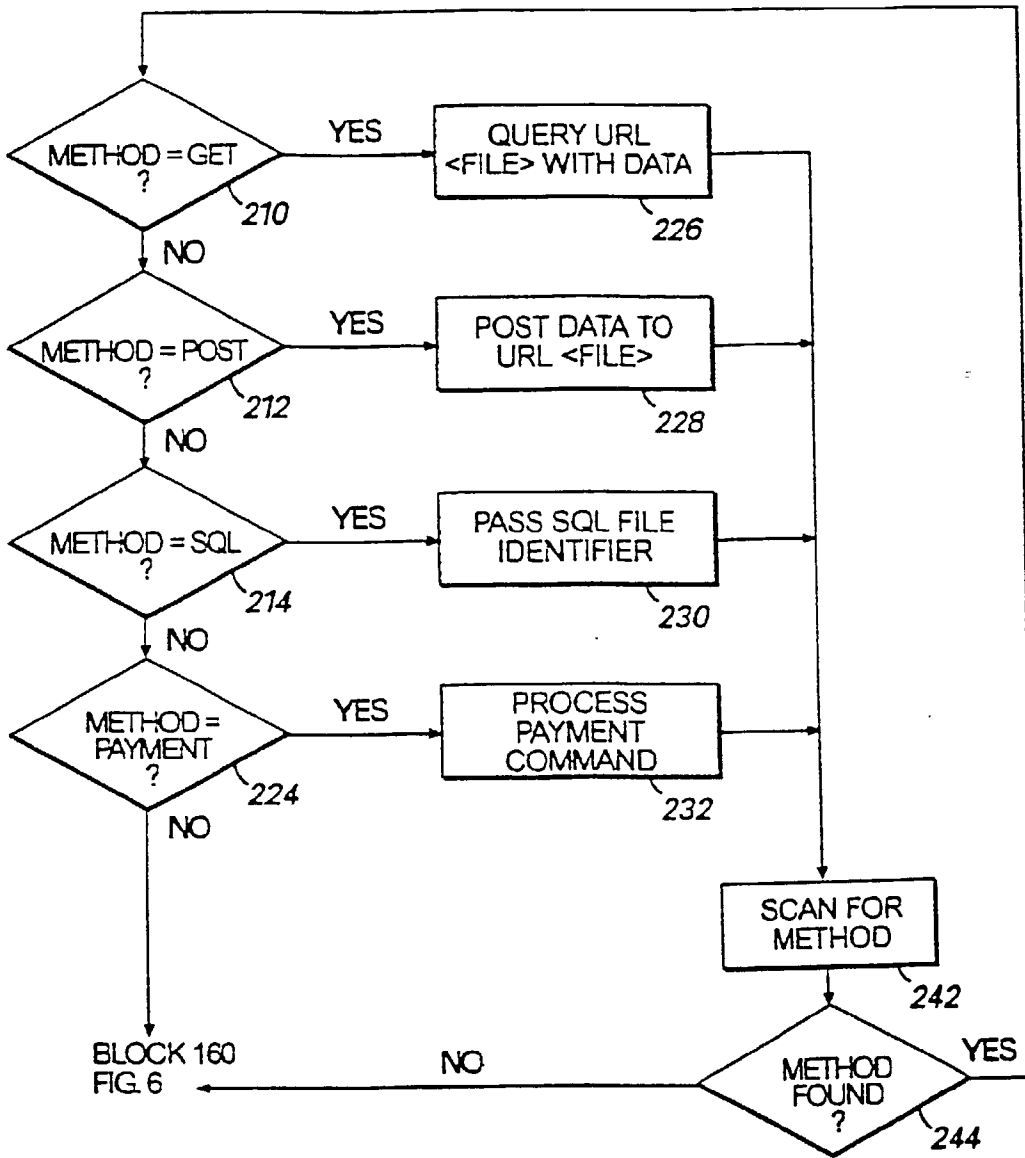 METHOD = GET
?
210
YES
QUERY URL
<FILE> WITH DATA
226
NO
METHOD = POST
?
212
YES
POST DATA TO
URL <FILE>
228
NO
METHOD = SQL
?
214
YES
PASS SQL FILE
IDENTIFIER
230
NO
METHOD =
PAYMENT
?
224
YES
PROCESS
PAYMENT
COMMAND
232
NO
SCAN FOR
METHOD
242
METHOD
FOUND
?
244
YES
NO
BLOCK 160
FIG. 6